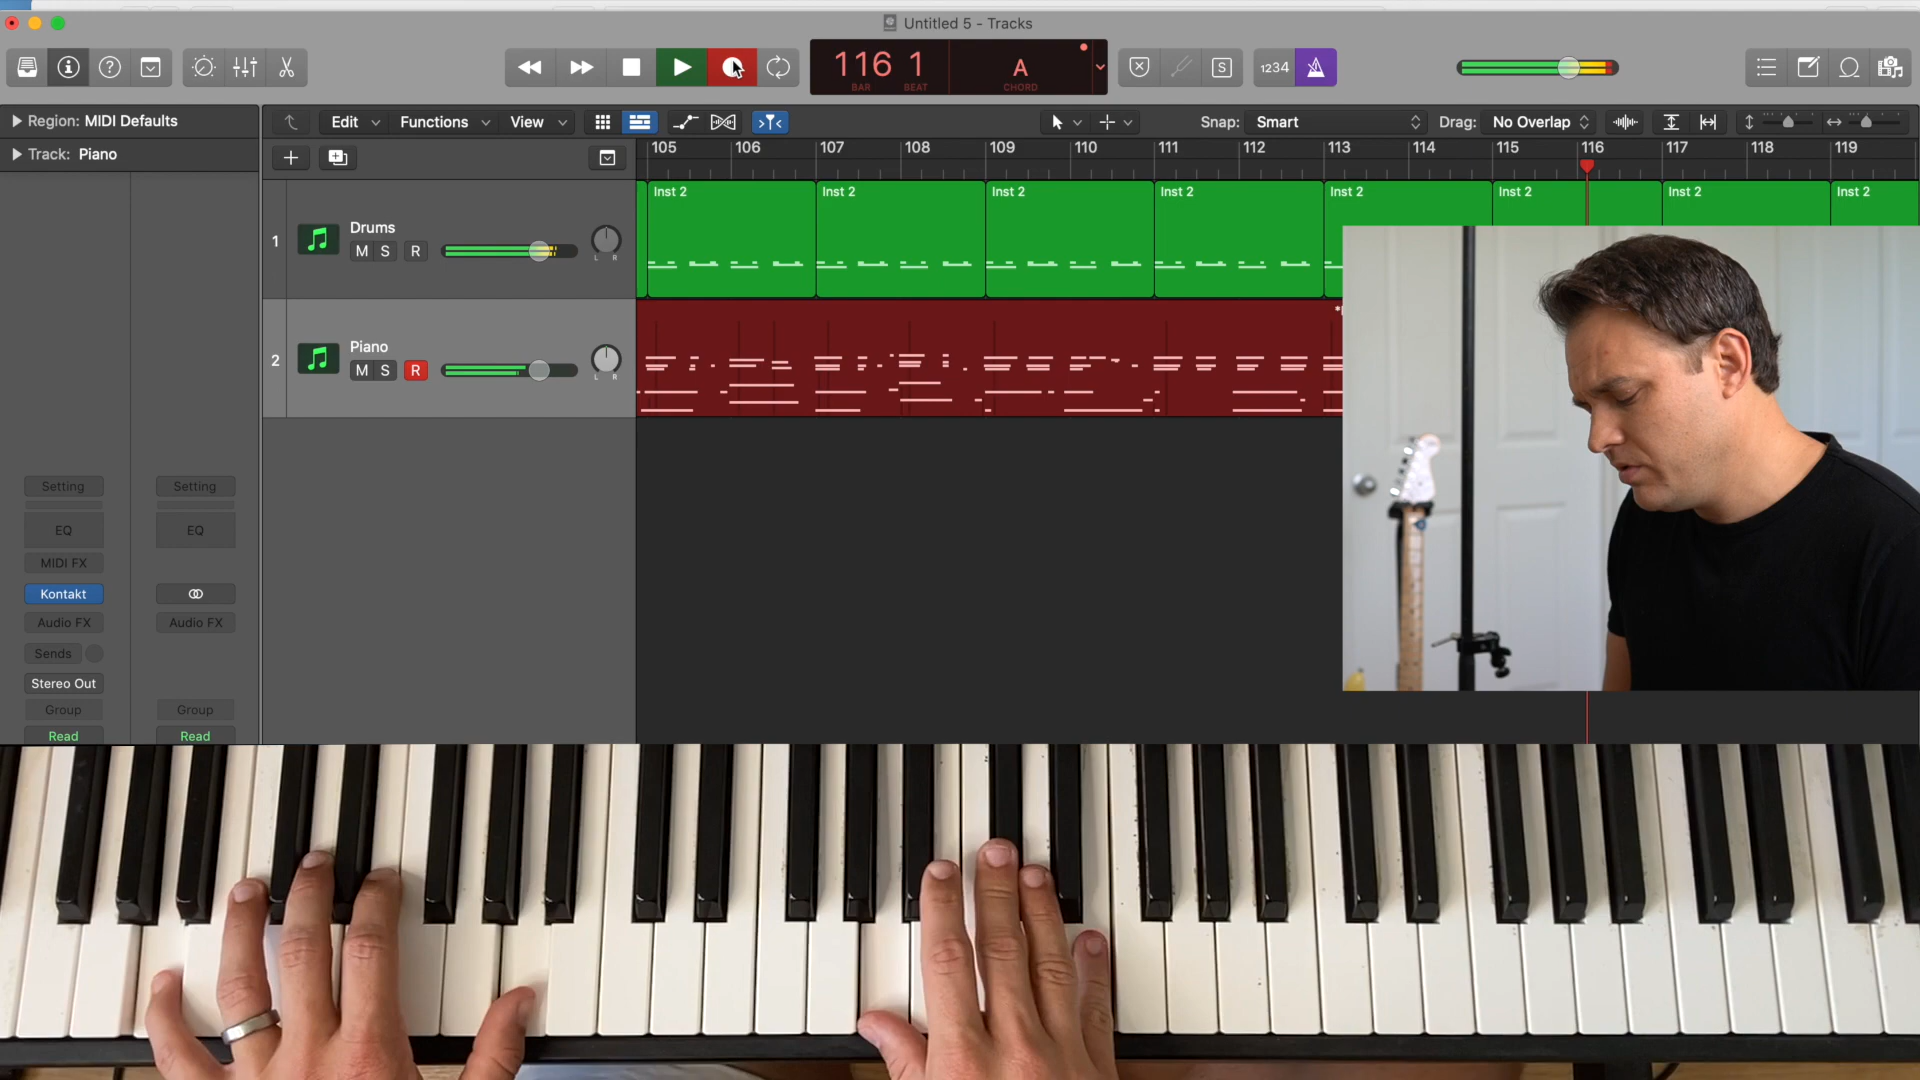 Untitled 5 - Tracks
116 1 A
BAR BEAT CHORD
S 1234
Region: MIDI Defaults
Edit Functions View Snap: Smart Drag: No Overlap
Track: Piano
105 106 107 108 109 110 111 112 113 114 115 116 117 118 119
Inst 2 Inst 2 Inst 2 Inst 2 Inst 2 Inst 2 Inst 2 Inst 2
1 Drums
M S R L R
2 Piano
M S R L R
Setting Setting
EQ EQ
MIDI FX
Kontakt
Audio FX Audio FX
Sends
Stereo Out
Group Group
Read Read